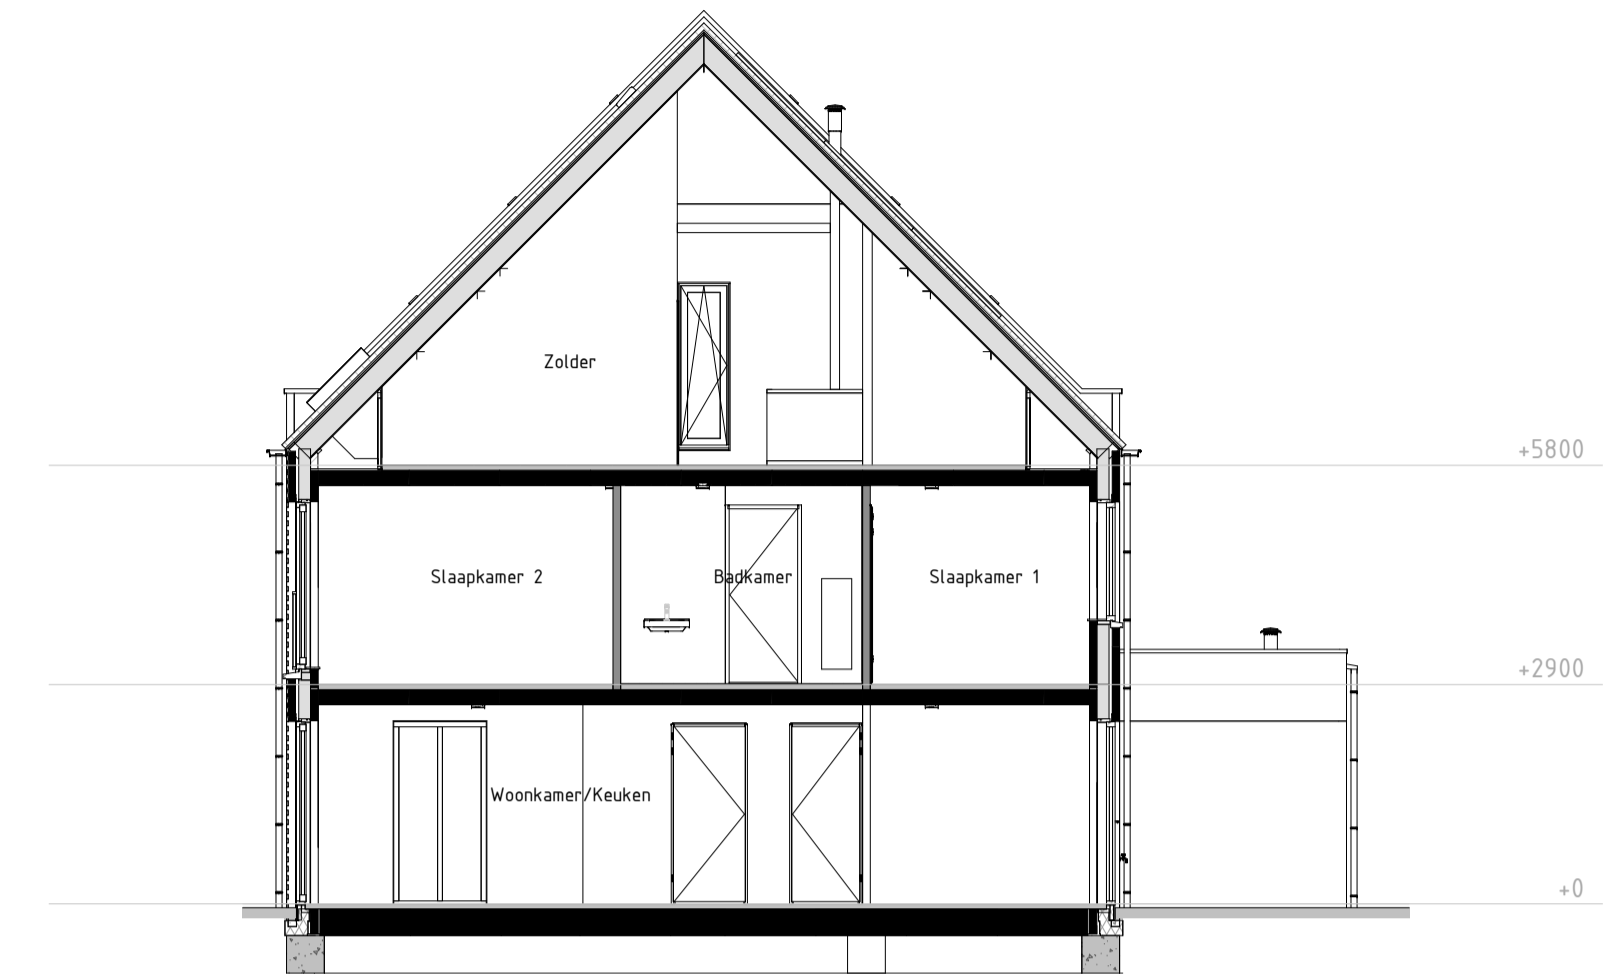 Zolder
+5800
Slaapkamer 2
Badkamer
Slaapkamer 1
+2900
Woonkamer/Keuken
+0